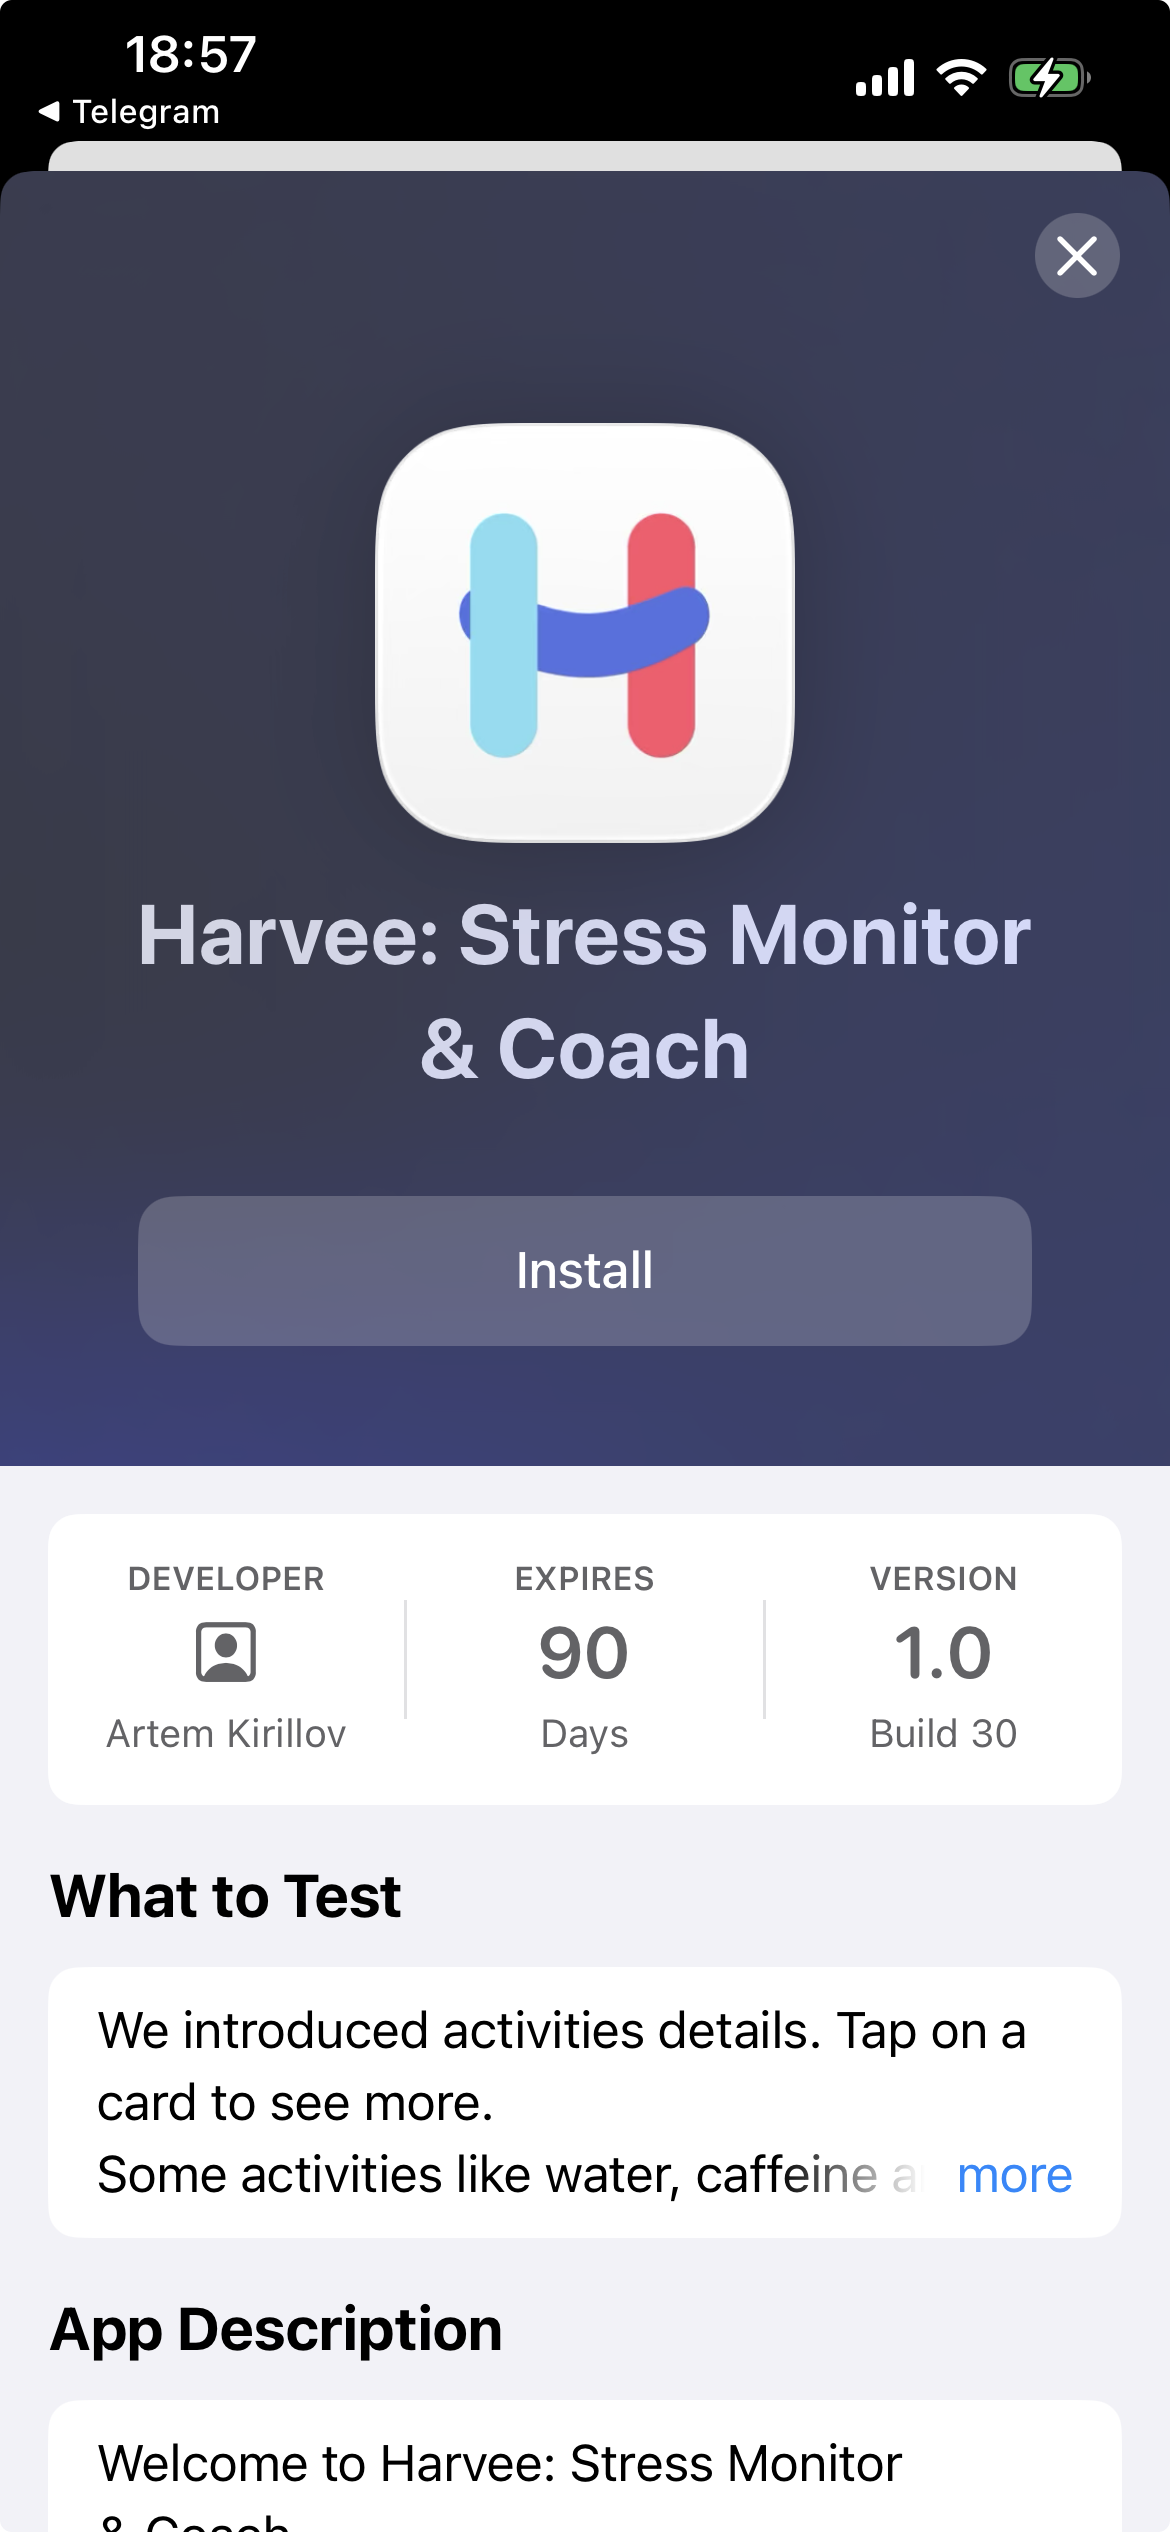 18:57
Telegram
Harvee: Stress Monitor
& Coach
Install
DEVELOPER
Artem Kirillov
EXPIRES
90
Days
VERSION
1.0
Build 30
What to Test
We introduced activities details. Tap on a
card to see more.
Some activities like water, caffeine a more
App Description
Welcome to Harvee: Stress Monitor
& Coach